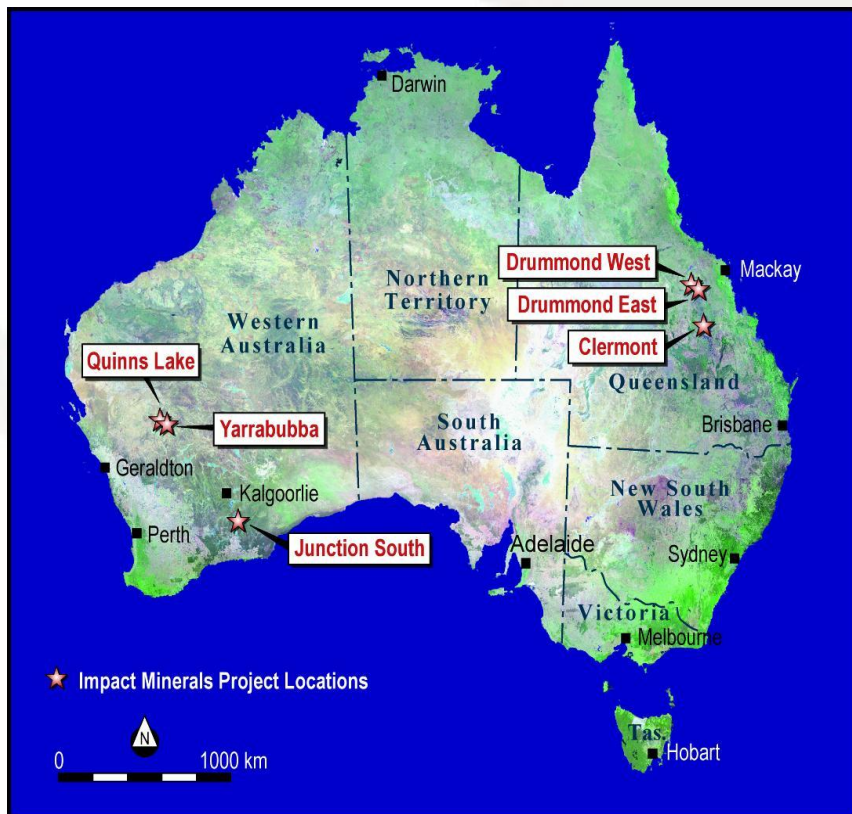 Darwin
Drummond West
Mackay
Northern
Territory
Drummond East
Western
Australia
Clermont
Quinns Lake
Queensland
Yarrabubba
South
Australia
Brisbane
Geraldton
Kalgoorlie
New South
Wales
Perth
Junction South
Adelaide
Sydney
Victoria
Melbourne
Impact Minerals Project Locations
N
Tas.
0
1000 km
Hobart